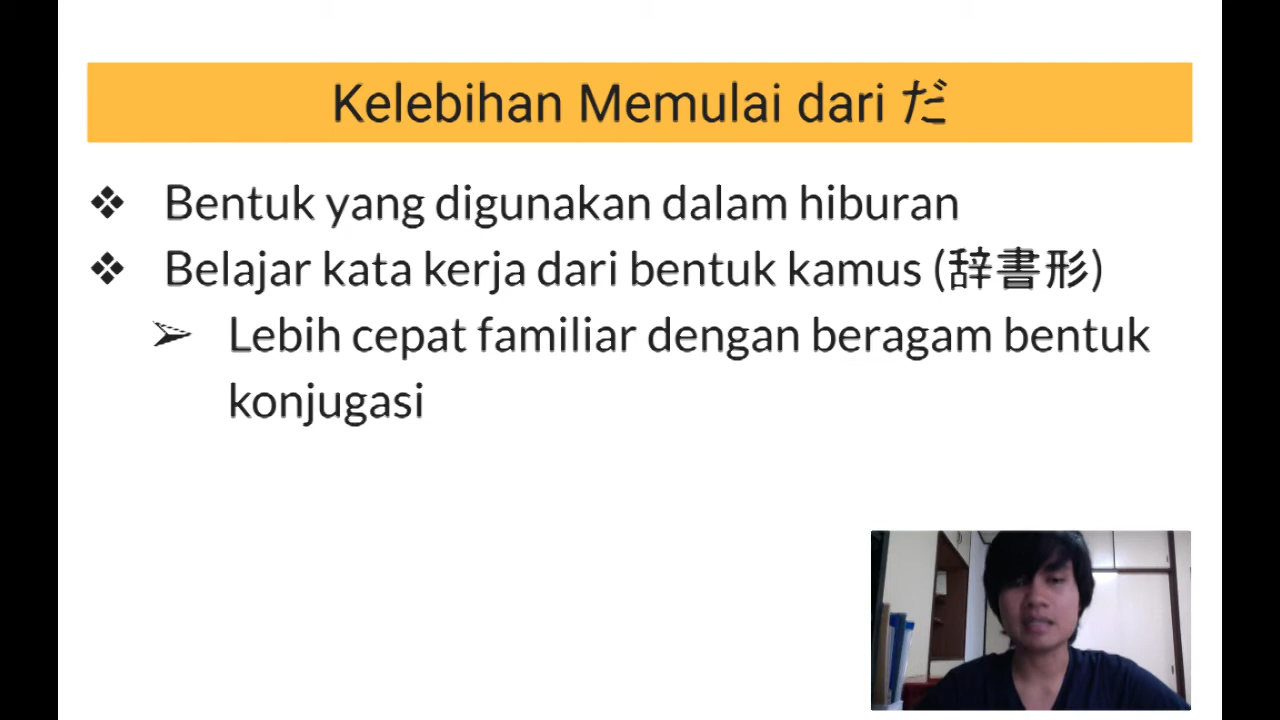 Kelebihan Memulai dari だ
❖ Bentuk yang digunakan dalam hiburan
❖ Belajar kata kerja dari bentuk kamus (辞書形)
➢ Lebih cepat familiar dengan beragam bentuk
konjugasi